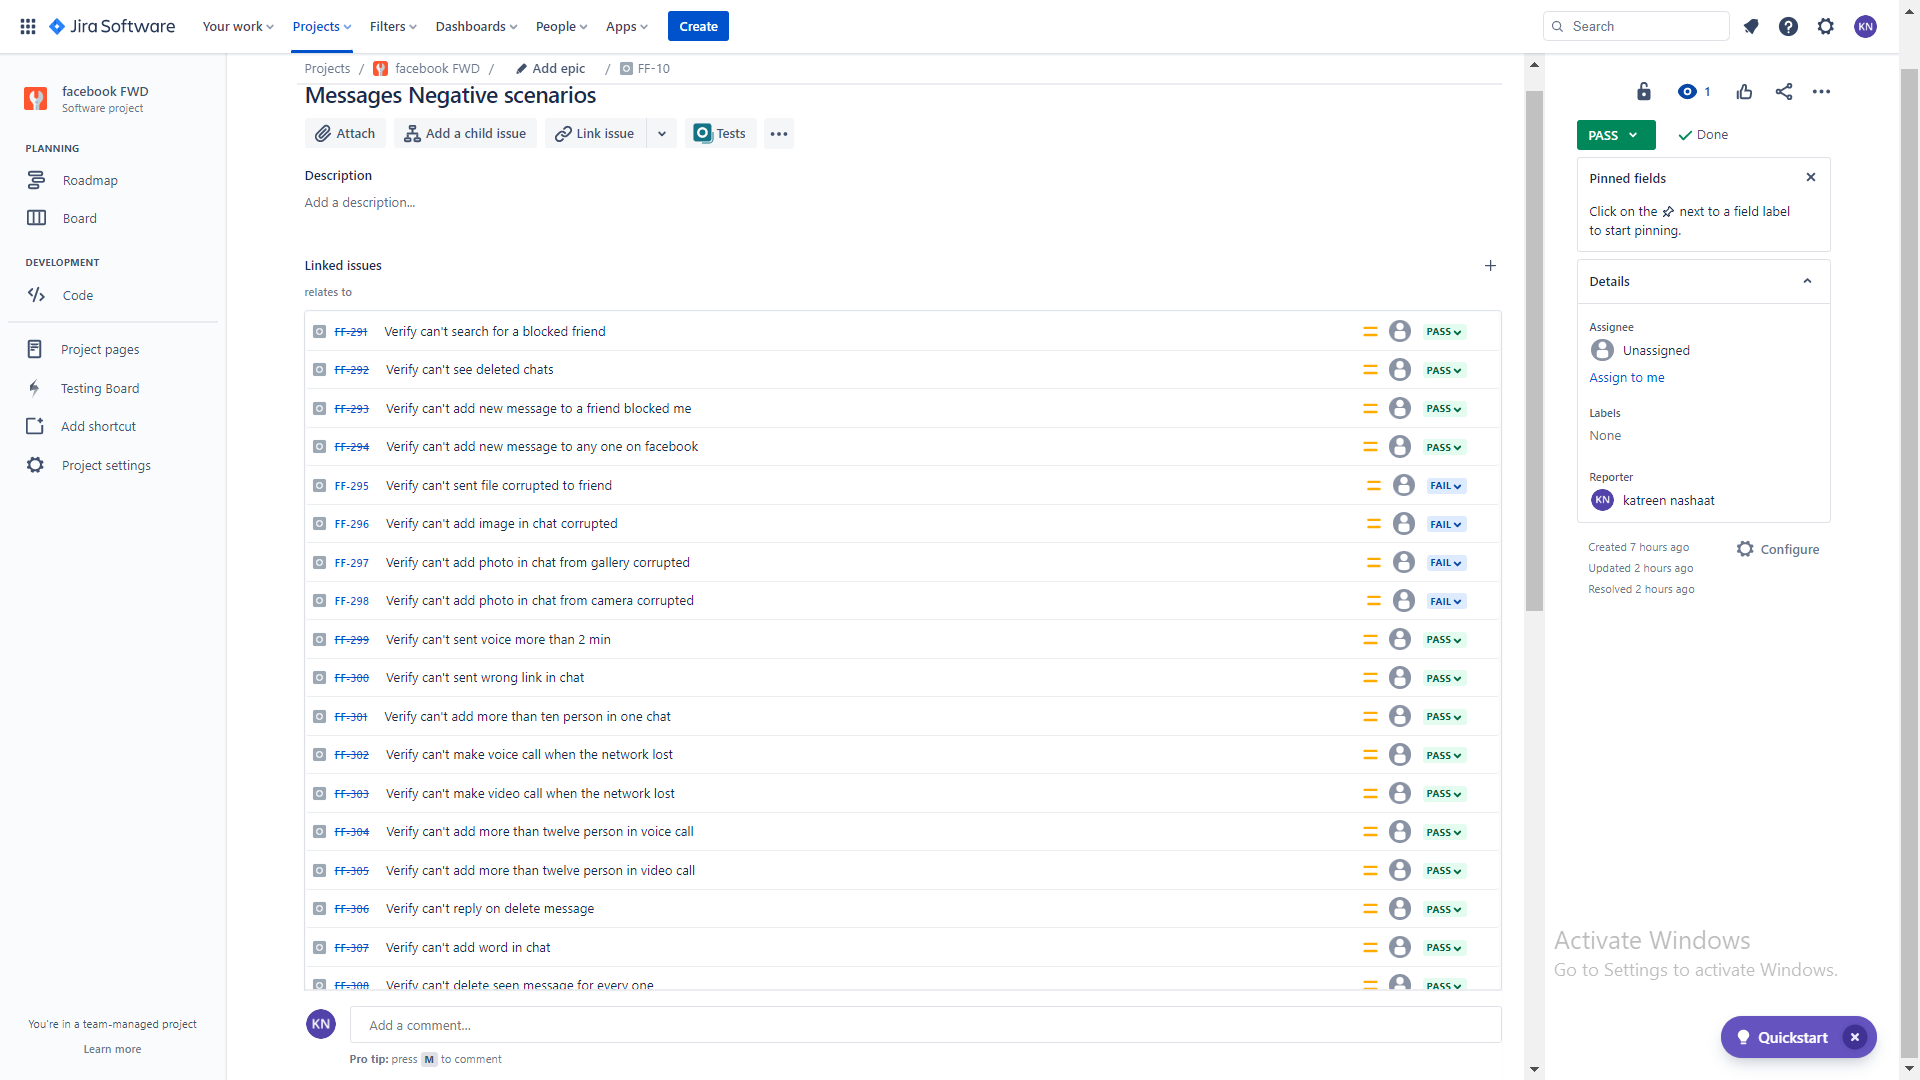 Jira Software
Your work
Projects
Filters
Dashboards
People
Apps
Create
Search
KN
facebook FWD
Software project
PLANNING
Roadmap
Board
DEVELOPMENT
Code
Project pages
Testing Board
Add shortcut
Project settings
You're in a team-managed project
Learn more
Projects / facebook FWD / Add epic / FF-10
Messages Negative scenarios
Attach
Add a child issue
Link issue
Tests
Description
Add a description...
Linked issues
relates to
FF-291 Verify can't search for a blocked friend PASS
FF-292 Verify can't see deleted chats PASS
FF-293 Verify can't add new message to a friend blocked me PASS
FF-294 Verify can't add new message to any one on facebook PASS
FF-295 Verify can't sent file corrupted to friend FAIL
FF-296 Verify can't add image in chat corrupted FAIL
FF-297 Verify can't add photo in chat from gallery corrupted FAIL
FF-298 Verify can't add photo in chat from camera corrupted FAIL
FF-299 Verify can't sent voice more than 2 min PASS
FF-300 Verify can't sent wrong link in chat PASS
FF-301 Verify can't add more than ten person in one chat PASS
FF-302 Verify can't make voice call when the network lost PASS
FF-303 Verify can't make video call when the network lost PASS
FF-304 Verify can't add more than twelve person in voice call PASS
FF-305 Verify can't add more than twelve person in video call PASS
FF-306 Verify can't reply on delete message PASS
FF-307 Verify can't add word in chat PASS
FF-308 Verify can't delete seen message for every one PASS
KN
Add a comment...
Pro tip: press M to comment
1
PASS
Done
Pinned fields
Click on the next to a field label
to start pinning.
Details
Assignee
Unassigned
Assign to me
Labels
None
Reporter
KN katreen nashaat
Created 7 hours ago
Configure
Updated 2 hours ago
Resolved 2 hours ago
Activate Windows
Go to Settings to activate Windows.
Quickstart